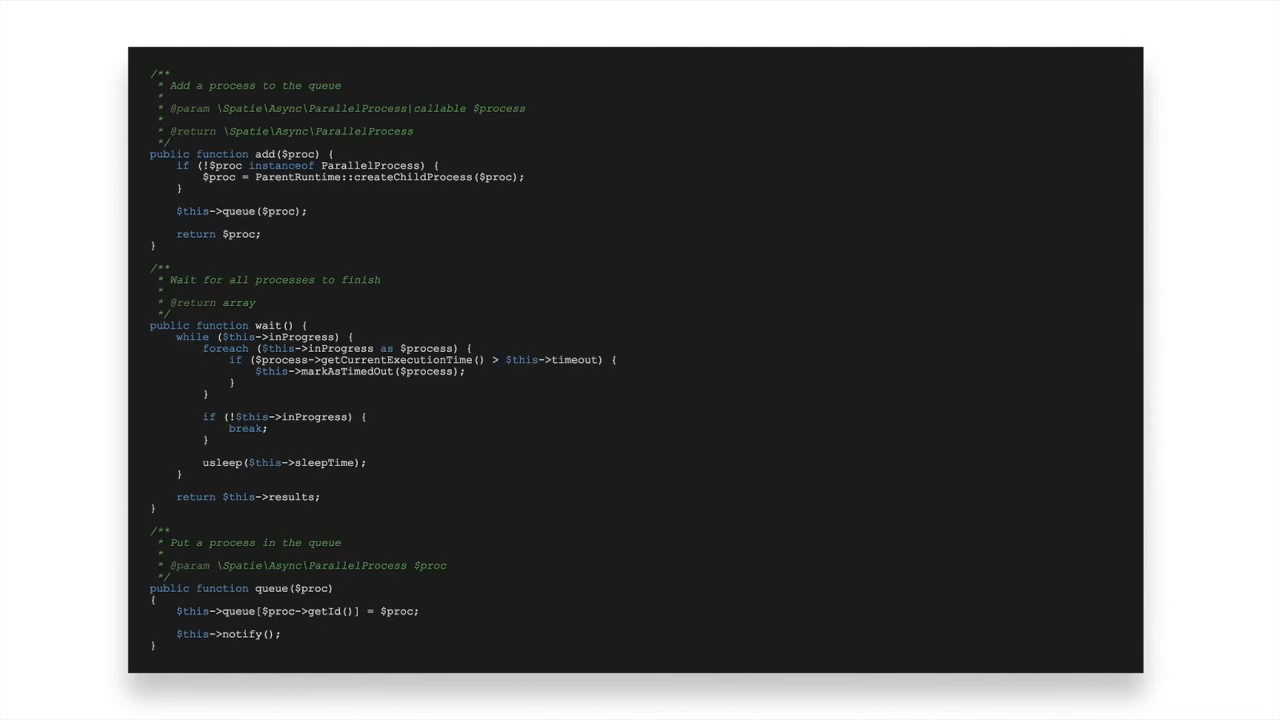 /**
 * Add a process to the queue
 *
 * @param \Spatie\Async\ParallelProcess|callable $process
 *
 * @return \Spatie\Async\ParallelProcess
 */
public function add($proc) {
    if (!$proc instanceof ParallelProcess) {
        $proc = ParentRuntime::createChildProcess($proc);
    }

    $this->queue($proc);

    return $proc;
}

/**
 * Wait for all processes to finish
 *
 * @return array
 */
public function wait() {
    while ($this->inProgress) {
        foreach ($this->inProgress as $process) {
            if ($process->getCurrentExecutionTime() > $this->timeout) {
                $this->markAsTimedOut($process);
            }
        }

        if (!$this->inProgress) {
            break;
        }

        usleep($this->sleepTime);
    }

    return $this->results;
}

/**
 * Put a process in the queue
 *
 * @param \Spatie\Async\ParallelProcess $proc
 */
public function queue($proc)
{
    $this->queue[$proc->getId()] = $proc;

    $this->notify();
}